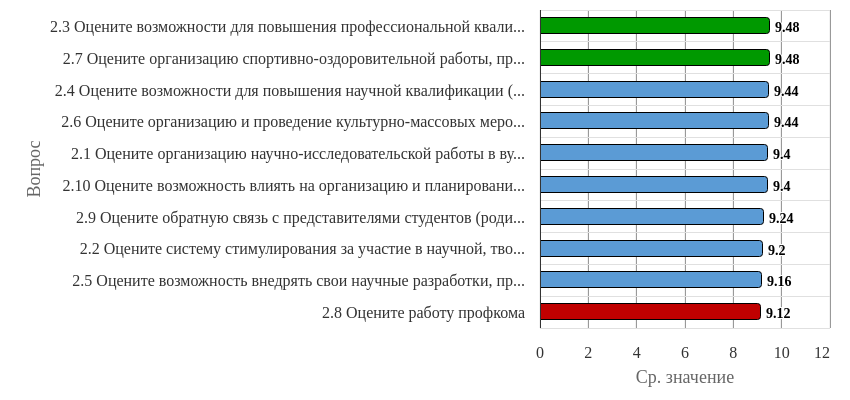 2.3 Оцените возможности для повышения профессиональной квали... 9.48
2.7 Оцените организацию спортивно-оздоровительной работы, пр... 9.48
2.4 Оцените возможности для повышения научной квалификации (... 9.44
2.6 Оцените организацию и проведение культурно-массовых меро... 9.44
2.1 Оцените организацию научно-исследовательской работы в ву... 9.4
2.10 Оцените возможность влиять на организацию и планировани... 9.4
2.9 Оцените обратную связь с представителями студентов (роди... 9.24
2.2 Оцените систему стимулирования за участие в научной, тво... 9.2
2.5 Оцените возможность внедрять свои научные разработки, пр... 9.16
2.8 Оцените работу профкома 9.12
Вопрос
0 2 4 6 8 10 12
Ср. значение